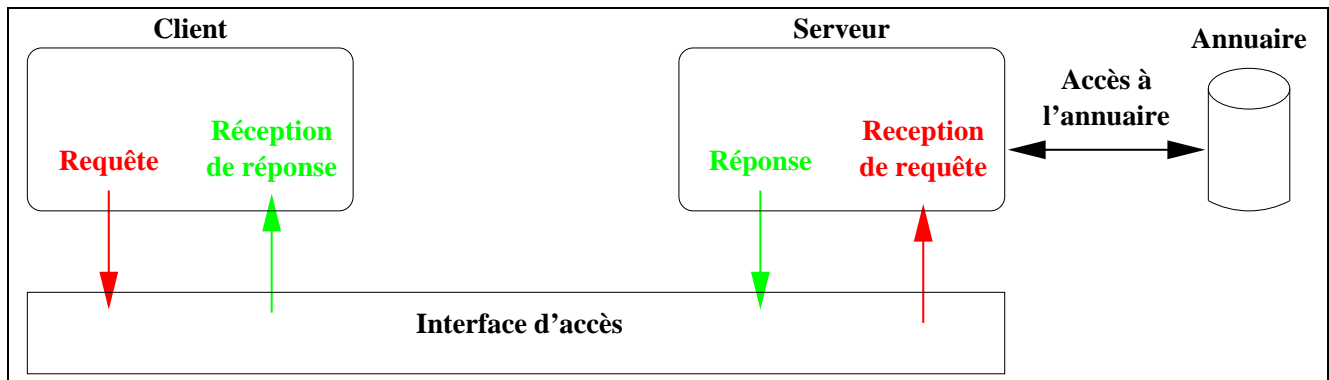 Client
Serveur
Annuaire
Accès à
l'annuaire
Requête
Réception
de réponse
Réponse
Reception
de requête
Interface d'accès